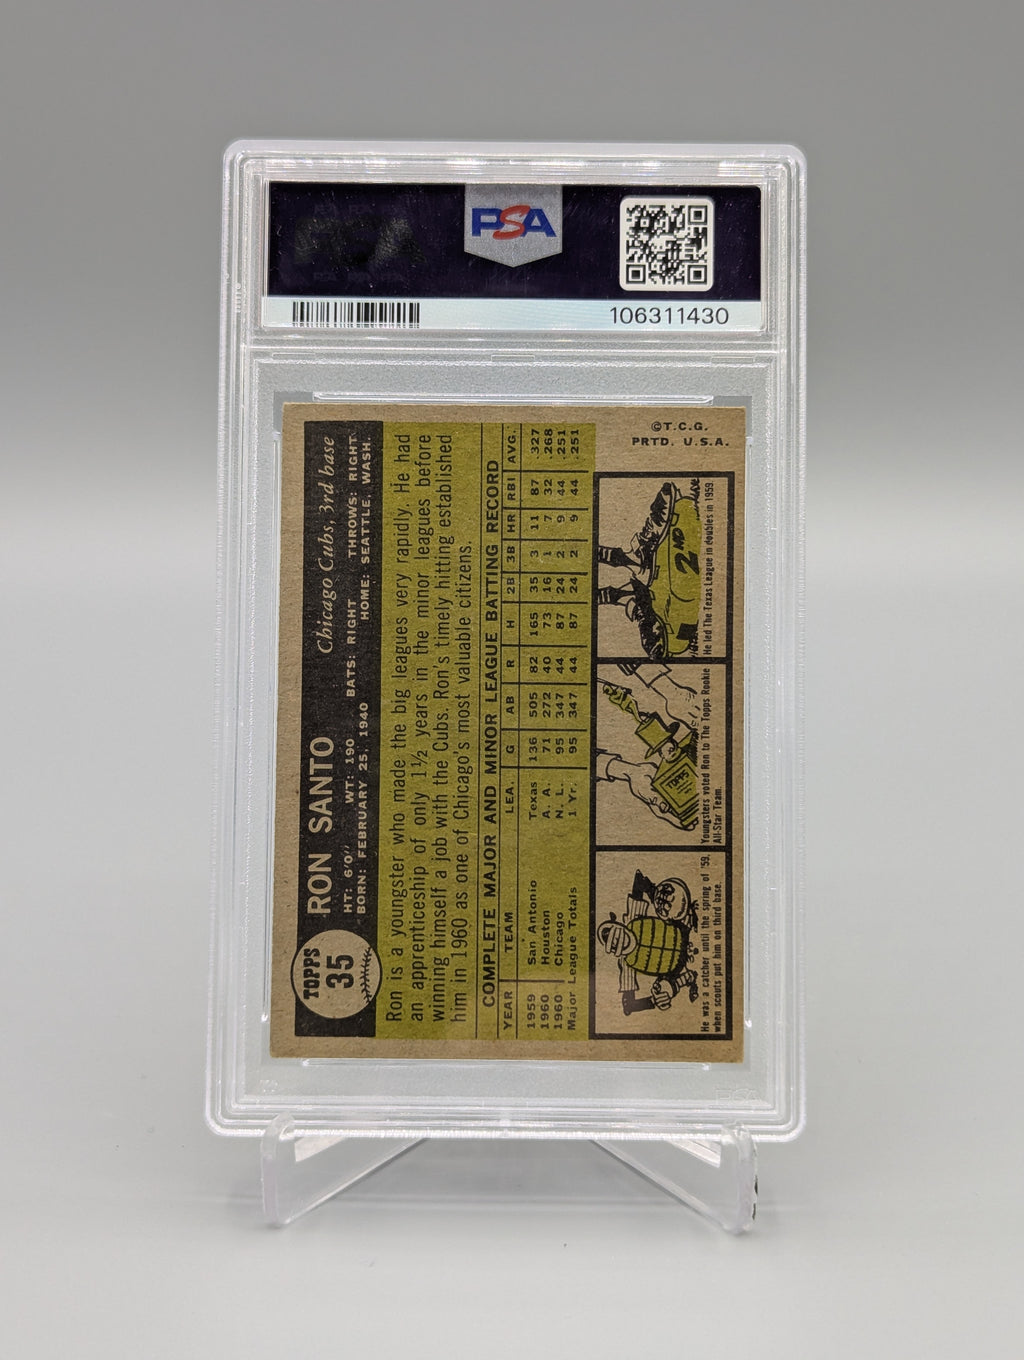 PSA
106311430
TOPPS
35
RON SANTO
Chicago Cubs, 3rd base
HT: 6'0" WT: 190 BATS: RIGHT THROWS: RIGHT
BORN: FEBRUARY 25, 1940 HOME: SEATTLE, WASH.
Ron is a youngster who made the big leagues very rapidly. He had
an apprenticeship of only 1½ years in the minor leagues before
winning himself a job with the Cubs. Ron's timely hitting established
him in 1960 as one of Chicago's most valuable citizens.
COMPLETE MAJOR AND MINOR LEAGUE BATTING RECORD
YEAR TEAM LEA. G AB R H 2B 3B HR RBI AVG.
1959 San Antonio Texas 136 505 82 165 35 3 11 87 .327
1960 Houston A. A. 71 272 40 73 16 1 7 32 .268
1960 Chicago N. L. 95 347 44 87 24 2 9 44 .251
Major League Totals 1 Yr. 95 347 44 87 24 2 9 44 .251
He was a catcher until the spring of '59,
when scouts put him on third base.
TOPPS
Youngsters voted Ron to The Topps Rookie
All-Star Team.
2ND
He led The Texas League in doubles in 1959.
©T.C.G.
PRTD. U.S.A.